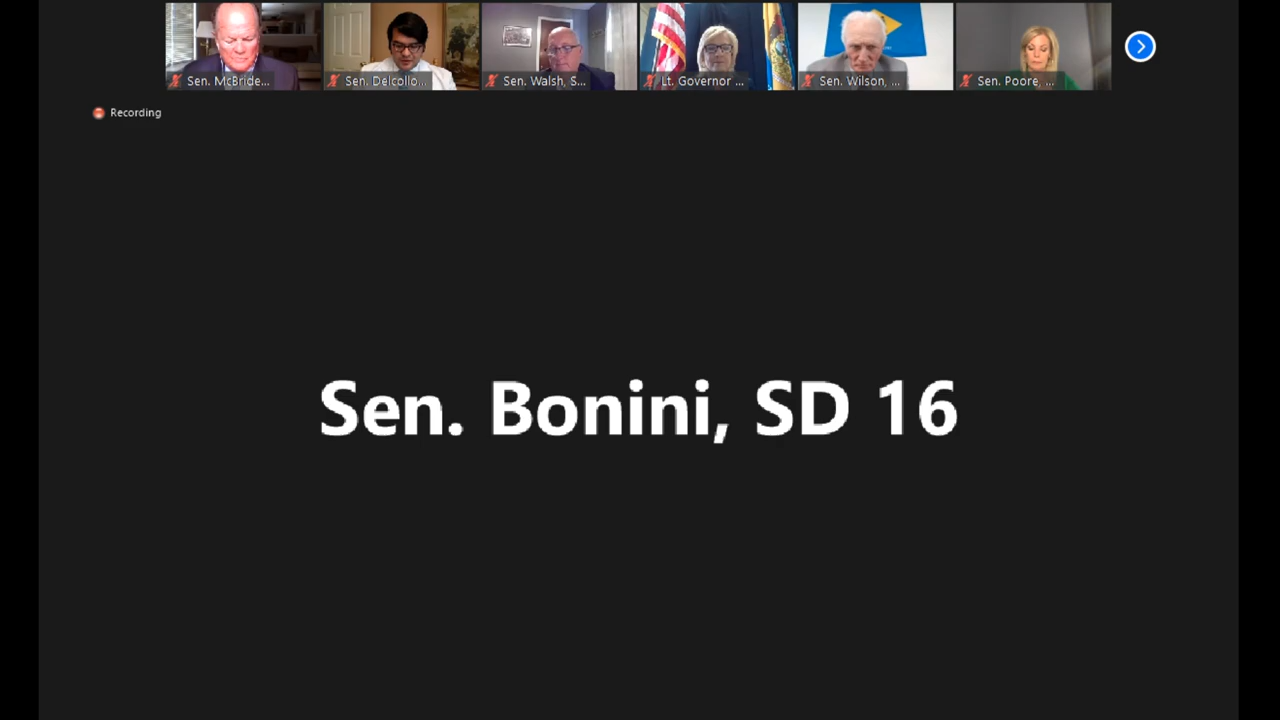 Sen. McBride...
Sen. Delcollo...
Sen. Walsh, S...
Lt. Governor ...
Sen. Wilson, ...
Sen. Poore, ...
Recording
Sen. Bonini, SD 16